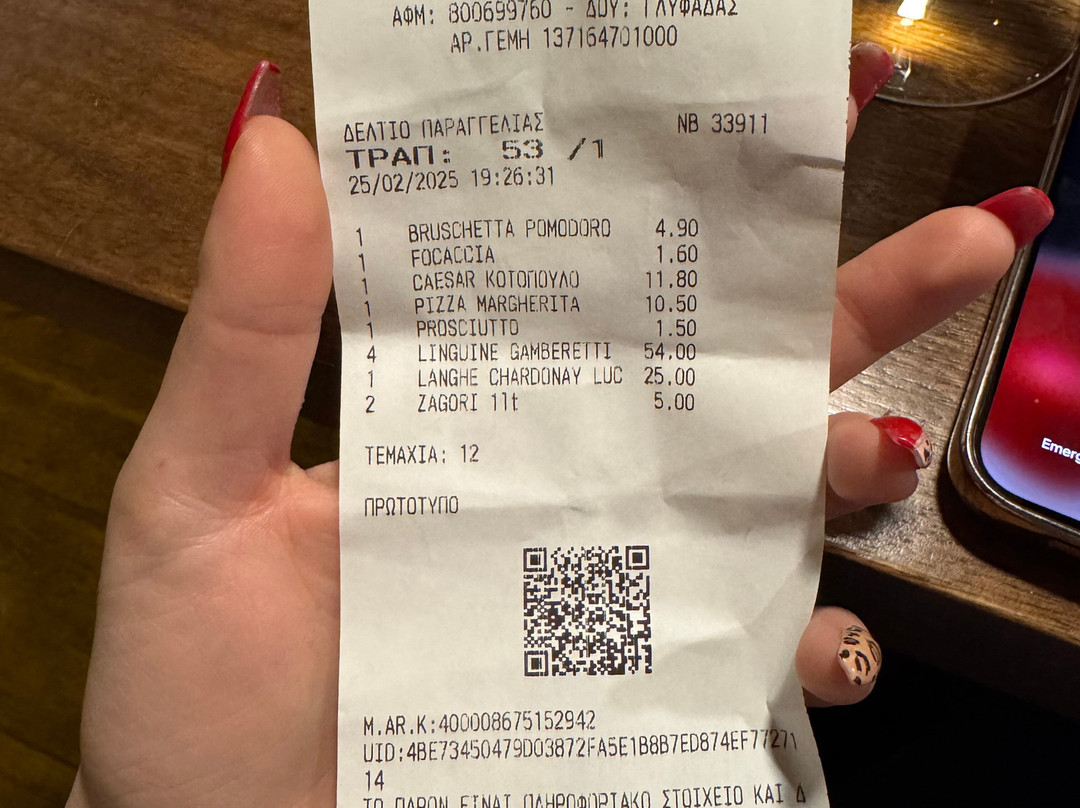 ΑΦΜ: 800699760 - ΔΟΥ: ΓΛΥΦΑΔΑΣ
ΑΡ.ΓΕΜΗ 137164701000
ΔΕΛΤΙΟ ΠΑΡΑΓΓΕΛΙΑΣ NB 33911
ΤΡΑΠ: 53 /1
25/02/2025 19:26:31
1 BRUSCHETTA POMODORO 4.90
1 FOCACCIA 1.60
1 CAESAR ΚΟΤΟΠΟΥΛΟ 11.80
1 PIZZA MARGHERITA 10.50
1 PROSCIUTTO 1.50
4 LINGUINE GAMBERETTI 54.00
1 LANGHE CHARDONAY LUC 25.00
2 ZAGORI 1lt 5.00
ΤΕΜΑΧΙΑ: 12
ΠΡΩΤΟΤΥΠΟ
M.AR.K:400008675152942
UID:4BE73450479D03872FA5E1B8B7ED874EF77271
14
ΤΟ ΠΑΡΟΝ ΕΙΝΑΙ ΠΛΗΡΟΦΟΡΙΑΚΟ ΣΤΟΙΧΕΙΟ ΚΑΙ Δ
Emerg